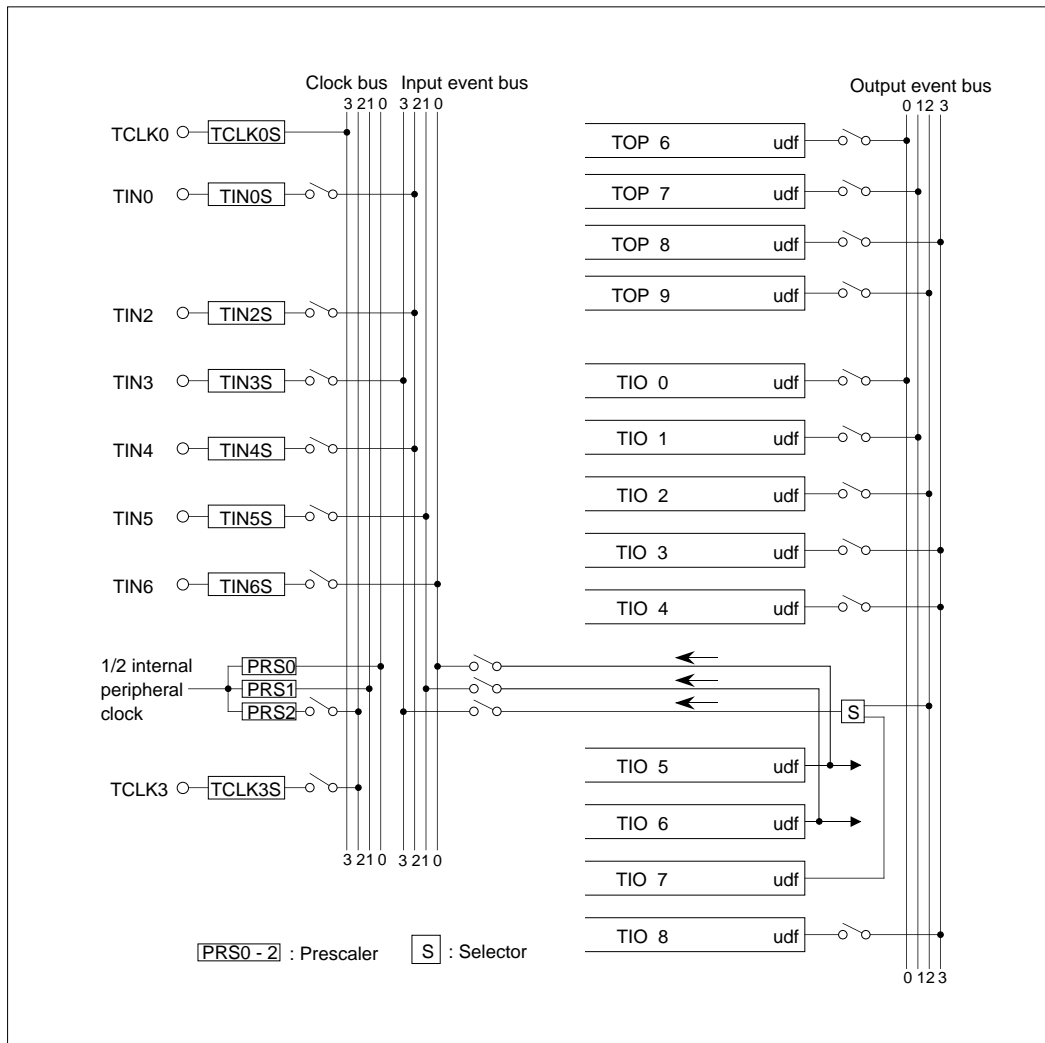 Clock bus Input event bus
3 2 1 0 3 2 1 0
Output event bus
0 1 2 3
TCLK0 TCLK0S
TOP 6 udf
TIN0 TIN0S
TOP 7 udf
TOP 8 udf
TOP 9 udf
TIN2 TIN2S
TIN3 TIN3S
TIO 0 udf
TIN4 TIN4S
TIO 1 udf
TIN5 TIN5S
TIO 2 udf
TIO 3 udf
TIN6 TIN6S
TIO 4 udf
1/2 internal
peripheral
clock
PRS0
PRS1
PRS2
S
TIO 5 udf
TCLK3 TCLK3S
TIO 6 udf
3 2 1 0 3 2 1 0
TIO 7 udf
TIO 8 udf
PRS0 - 2 : Prescaler S : Selector
0 1 2 3